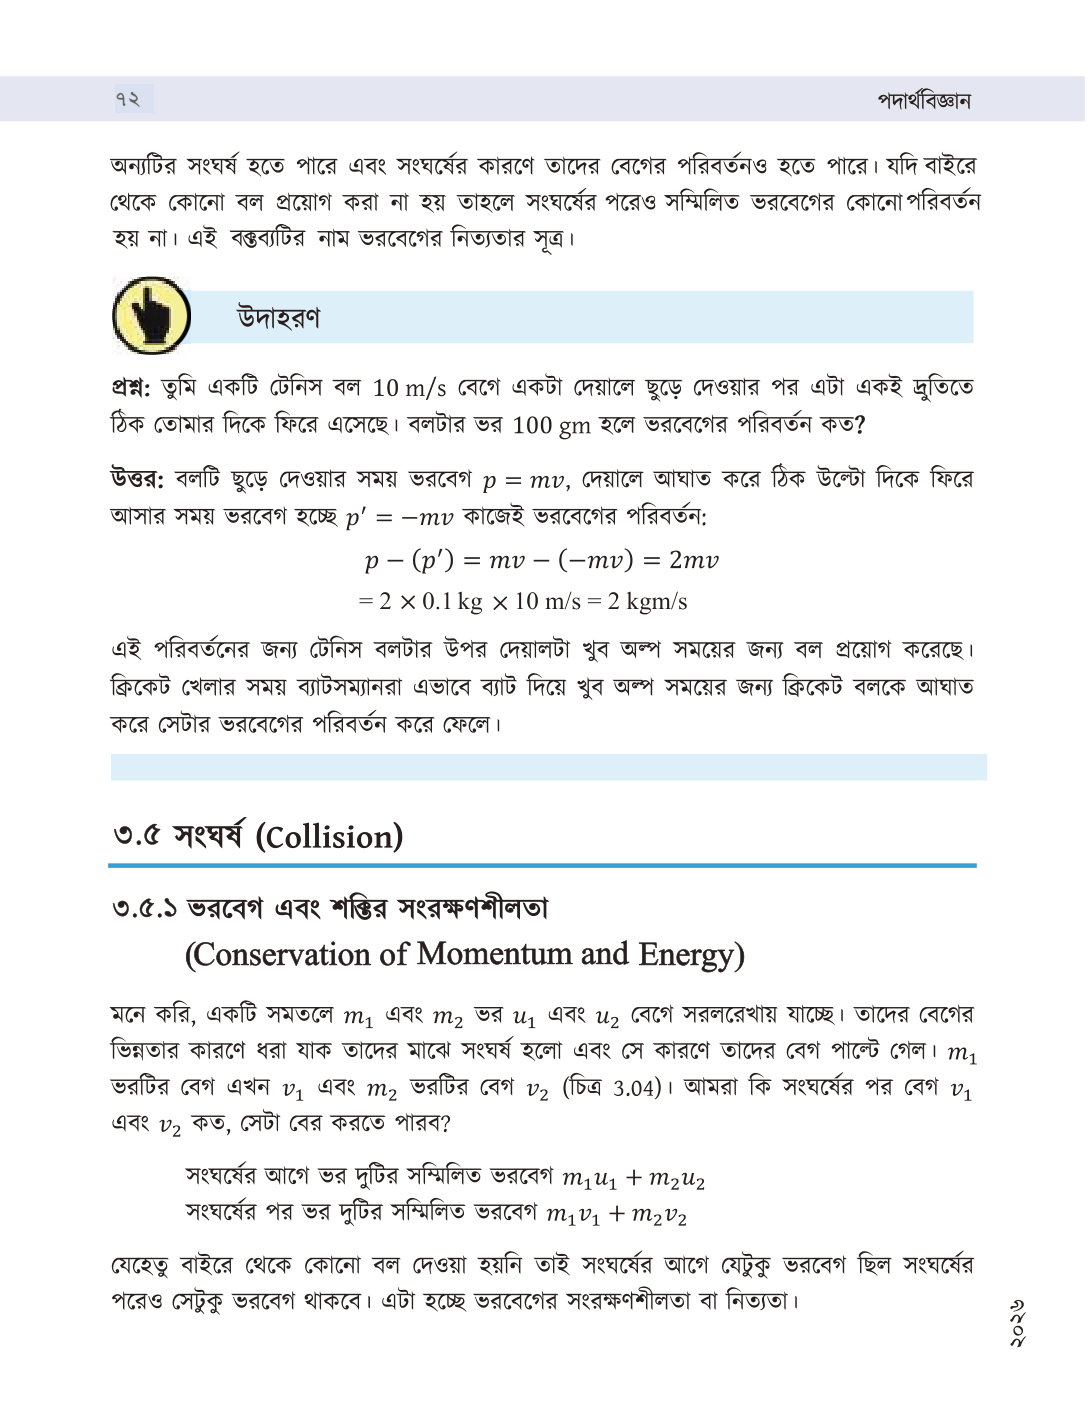 ৭২
পদার্থবিজ্ঞান
অন্যটির সংঘর্ষ হতে পারে এবং সংঘর্ষের কারণে তাদের বেগের পরিবর্তনও হতে পারে। যদি বাইরে
থেকে কোনো বল প্রয়োগ করা না হয় তাহলে সংঘর্ষের পরেও সম্মিলিত ভরবেগের কোনো পরিবর্তন
হয় না। এই বক্তব্যটির নাম ভরবেগের নিত্যতার সূত্র।
উদাহরণ
প্রশ্ন: তুমি একটি টেনিস বল 10 m/s বেগে একটা দেয়ালে ছুড়ে দেওয়ার পর এটা একই দ্রুতিতে
ঠিক তোমার দিকে ফিরে এসেছে। বলটার ভর 100 gm হলে ভরবেগের পরিবর্তন কত?
উত্তর: বলটি ছুড়ে দেওয়ার সময় ভরবেগ p = mv, দেয়ালে আঘাত করে ঠিক উল্টো দিকে ফিরে
আসার সময় ভরবেগ হচ্ছে p′ = −mv কাজেই ভরবেগের পরিবর্তন:
p − (p′) = mv − (−mv) = 2mv
= 2 × 0.1 kg × 10 m/s = 2 kgm/s
এই পরিবর্তনের জন্য টেনিস বলটার উপর দেয়ালটা খুব অল্প সময়ের জন্য বল প্রয়োগ করেছে।
ক্রিকেট খেলার সময় ব্যাটসম্যানরা এভাবে ব্যাট দিয়ে খুব অল্প সময়ের জন্য ক্রিকেট বলকে আঘাত
করে সেটার ভরবেগের পরিবর্তন করে ফেলে।
৩.৫ সংঘর্ষ (Collision)
৩.৫.১ ভরবেগ এবং শক্তির সংরক্ষণশীলতা
(Conservation of Momentum and Energy)
মনে করি, একটি সমতলে m₁ এবং m₂ ভর u₁ এবং u₂ বেগে সরলরেখায় যাচ্ছে। তাদের বেগের
ভিন্নতার কারণে ধরা যাক তাদের মাঝে সংঘর্ষ হলো এবং সে কারণে তাদের বেগ পাল্টে গেল। m₁
ভরটির বেগ এখন v₁ এবং m₂ ভরটির বেগ v₂ (চিত্র 3.04)। আমরা কি সংঘর্ষের পর বেগ v₁
এবং v₂ কত, সেটা বের করতে পারব?
সংঘর্ষের আগে ভর দুটির সম্মিলিত ভরবেগ m₁u₁ + m₂u₂
সংঘর্ষের পর ভর দুটির সম্মিলিত ভরবেগ m₁v₁ + m₂v₂
যেহেতু বাইরে থেকে কোনো বল দেওয়া হয়নি তাই সংঘর্ষের আগে যেটুকু ভরবেগ ছিল সংঘর্ষের
পরেও সেটুকু ভরবেগ থাকবে। এটা হচ্ছে ভরবেগের সংরক্ষণশীলতা বা নিত্যতা।
২০২৬